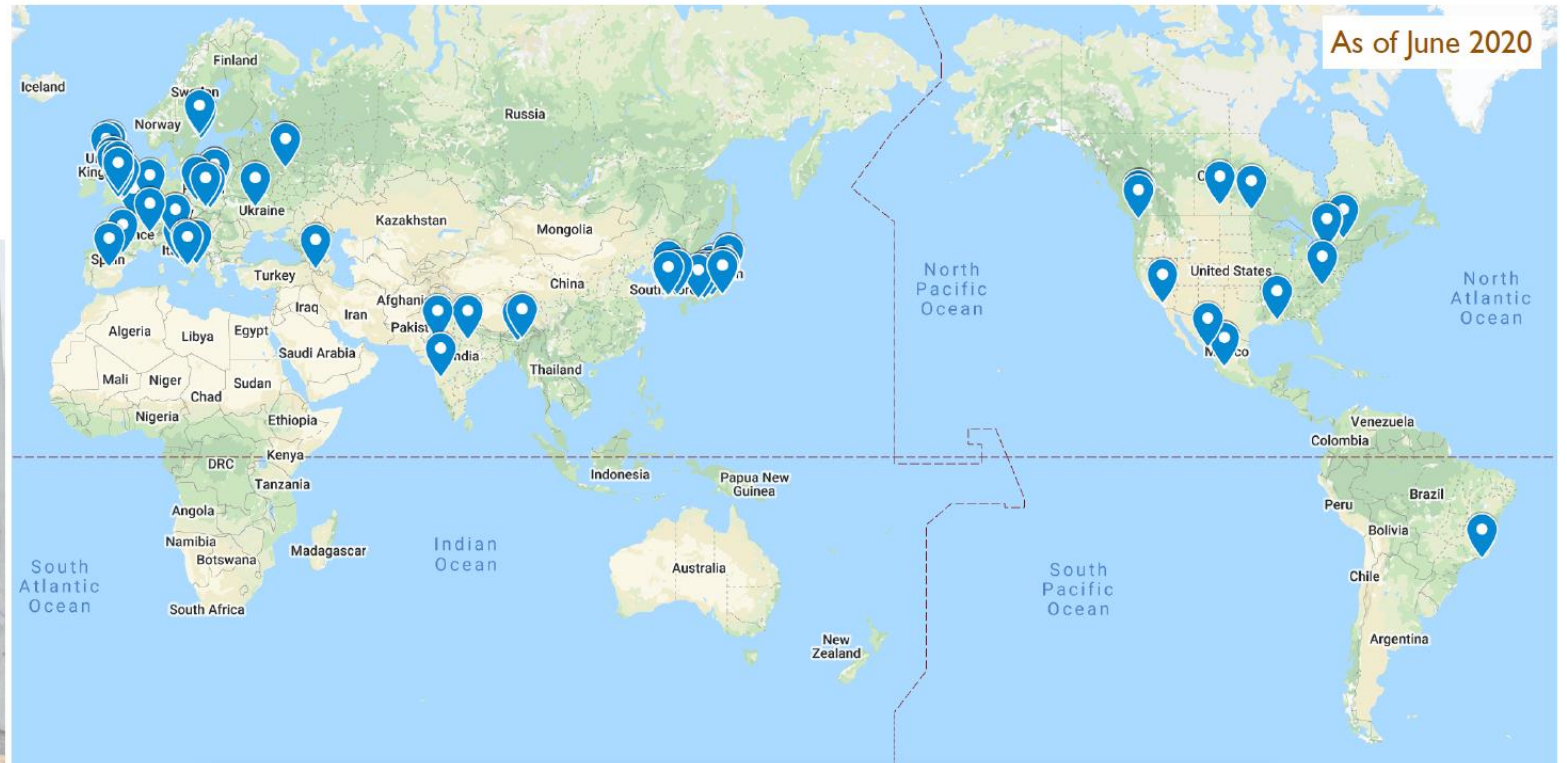 As of June 2020
Iceland
Finland
Norway
Russia
Ukraine
Kazakhstan
Mongolia
Turkey
China
Iraq
Iran
Algeria
Libya
Egypt
Saudi Arabia
Mali
Niger
Chad
Sudan
Thailand
Nigeria
Ethiopia
DRC
Kenya
Tanzania
Indonesia
Papua New
Guinea
Angola
Namibia
Botswana
Madagascar
South Africa
Indian
Ocean
South
Atlantic
Ocean
Australia
New
Zealand
North
Pacific
Ocean
South
Pacific
Ocean
United States
North
Atlantic
Ocean
Venezuela
Colombia
Peru
Brazil
Bolivia
Chile
Argentina